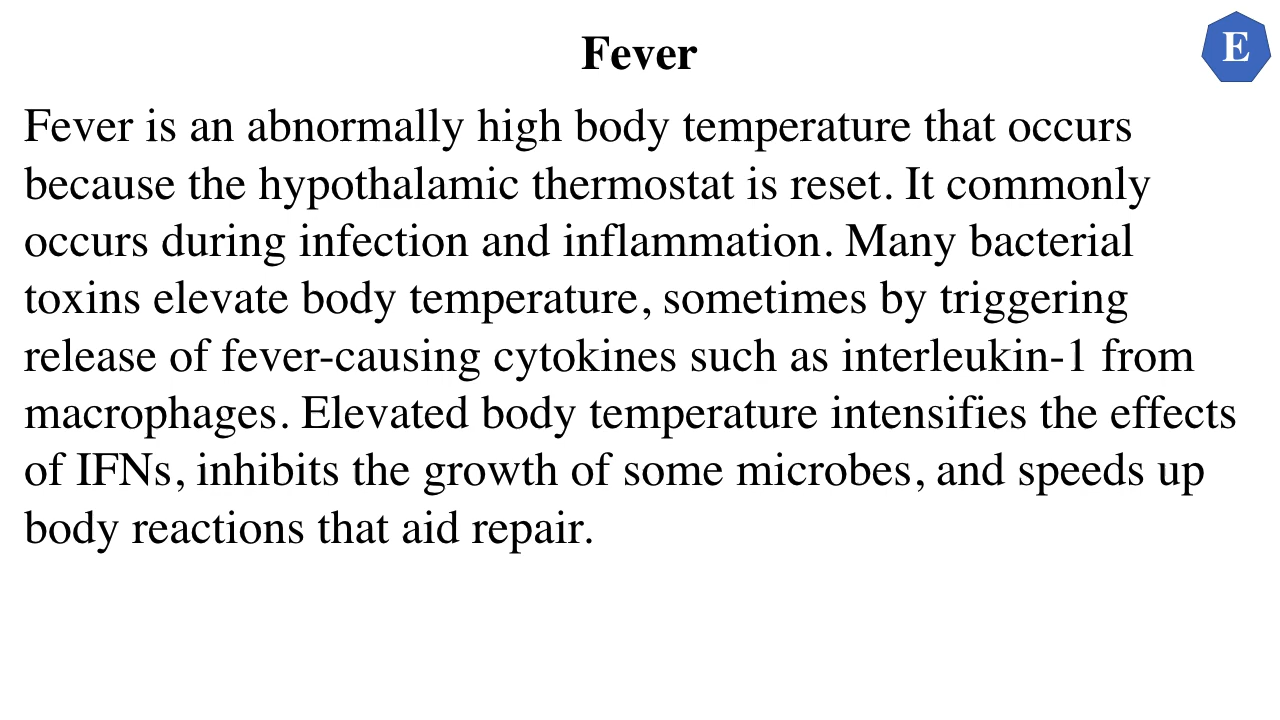 Fever
E
Fever is an abnormally high body temperature that occurs
because the hypothalamic thermostat is reset. It commonly
occurs during infection and inflammation. Many bacterial
toxins elevate body temperature, sometimes by triggering
release of fever-causing cytokines such as interleukin-1 from
macrophages. Elevated body temperature intensifies the effects
of IFNs, inhibits the growth of some microbes, and speeds up
body reactions that aid repair.